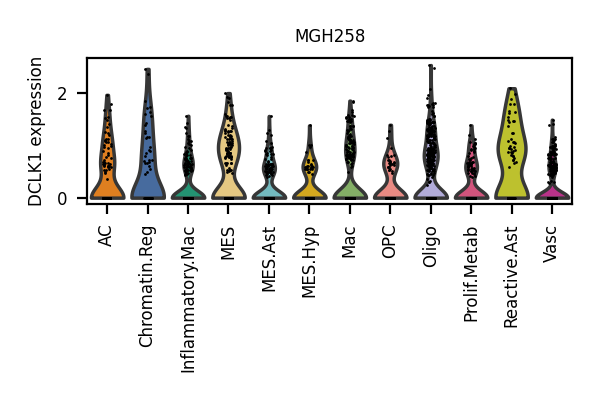 MGH258
DCLK1 expression
2
0
AC
Chromatin.Reg
Inflammatory.Mac
MES
MES.Ast
MES.Hyp
Mac
OPC
Oligo
Prolif.Metab
Reactive.Ast
Vasc